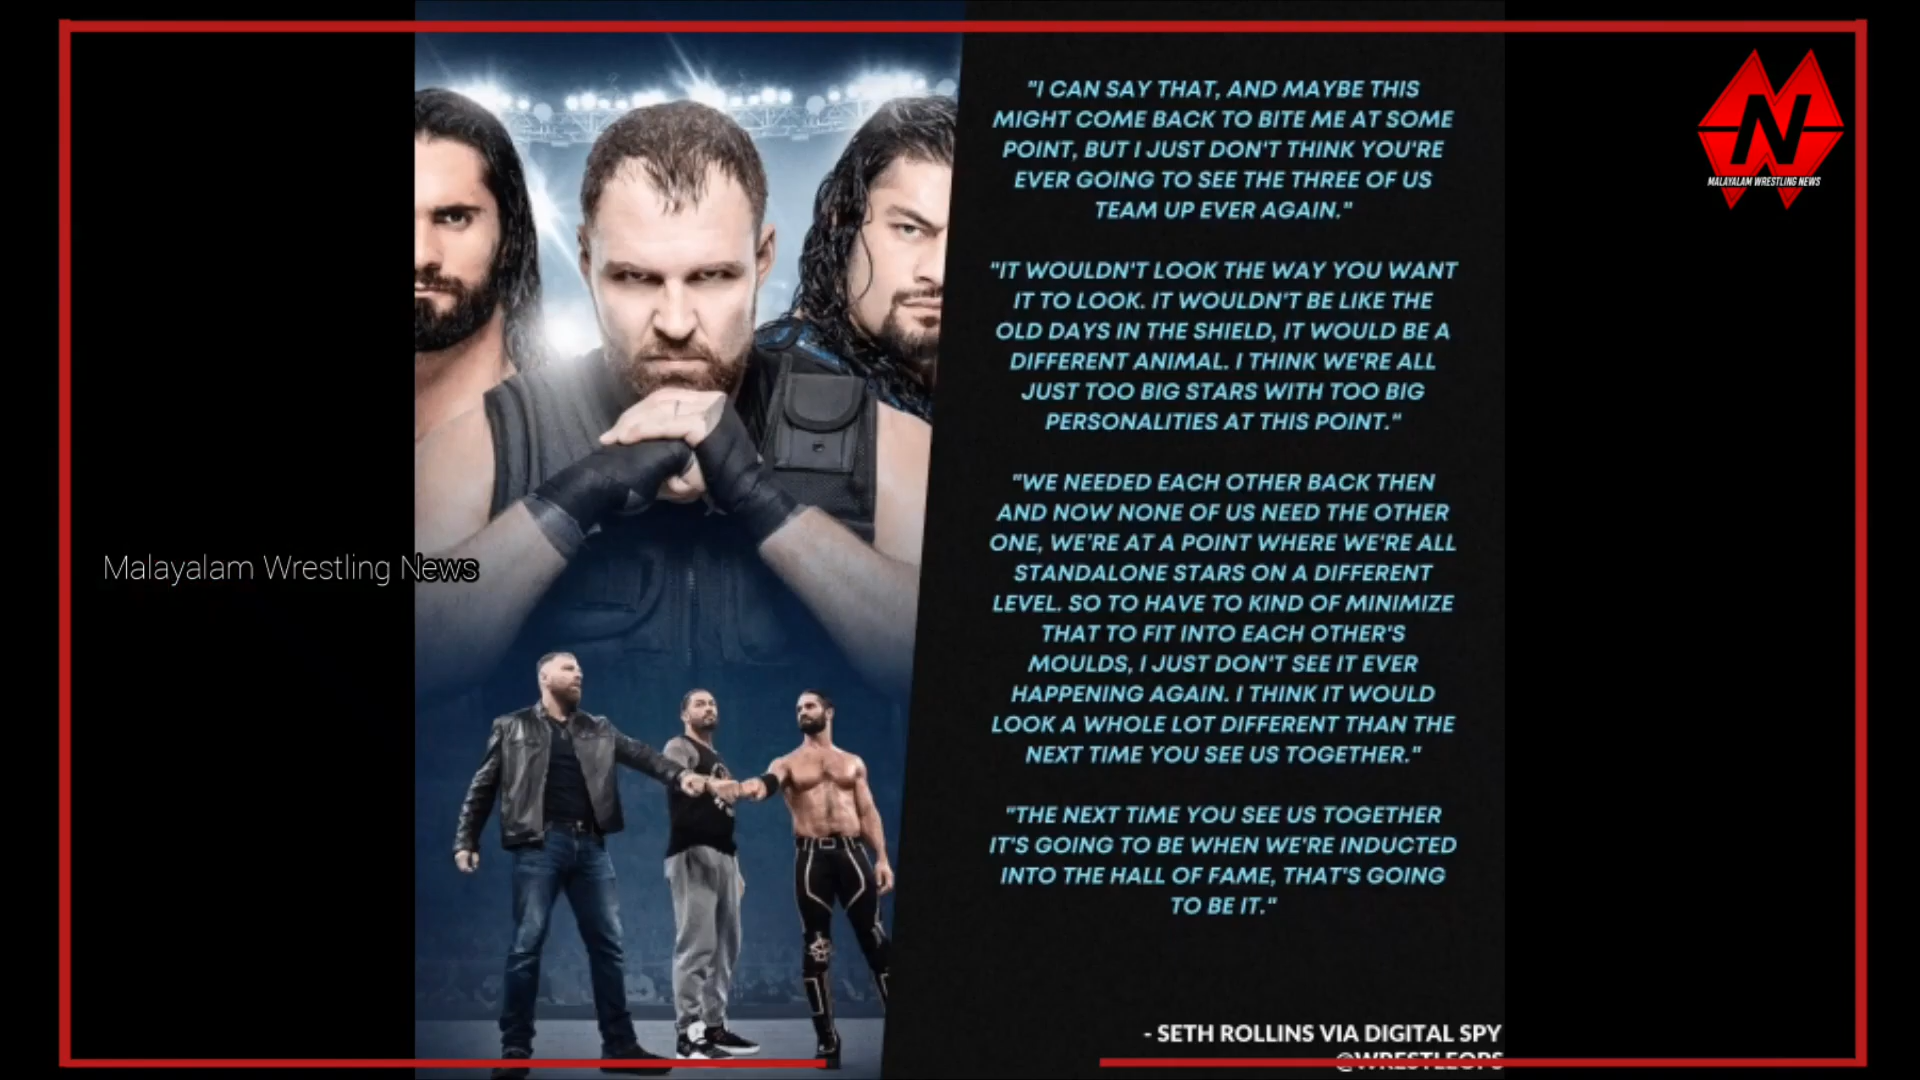 "I CAN SAY THAT, AND MAYBE THIS
MIGHT COME BACK TO BITE ME AT SOME
POINT, BUT I JUST DON'T THINK YOU'RE
EVER GOING TO SEE THE THREE OF US
TEAM UP EVER AGAIN."
"IT WOULDN'T LOOK THE WAY YOU WANT
IT TO LOOK. IT WOULDN'T BE LIKE THE
OLD DAYS IN THE SHIELD, IT WOULD BE A
DIFFERENT ANIMAL. I THINK WE'RE ALL
JUST TOO BIG STARS WITH TOO BIG
PERSONALITIES AT THIS POINT."
"WE NEEDED EACH OTHER BACK THEN
AND NOW NONE OF US NEED THE OTHER
ONE, WE'RE AT A POINT WHERE WE'RE ALL
STANDALONE STARS ON A DIFFERENT
LEVEL. SO TO HAVE TO KIND OF MINIMIZE
THAT TO FIT INTO EACH OTHER'S
MOULDS, I JUST DON'T SEE IT EVER
HAPPENING AGAIN. I THINK IT WOULD
LOOK A WHOLE LOT DIFFERENT THAN THE
NEXT TIME YOU SEE US TOGETHER."
"THE NEXT TIME YOU SEE US TOGETHER
IT'S GOING TO BE WHEN WE'RE INDUCTED
INTO THE HALL OF FAME, THAT'S GOING
TO BE IT."
- SETH ROLLINS VIA DIGITAL SPY
@WRESTLEOPS
Malayalam Wrestling News
N
MALAYALAM WRESTLING NEWS